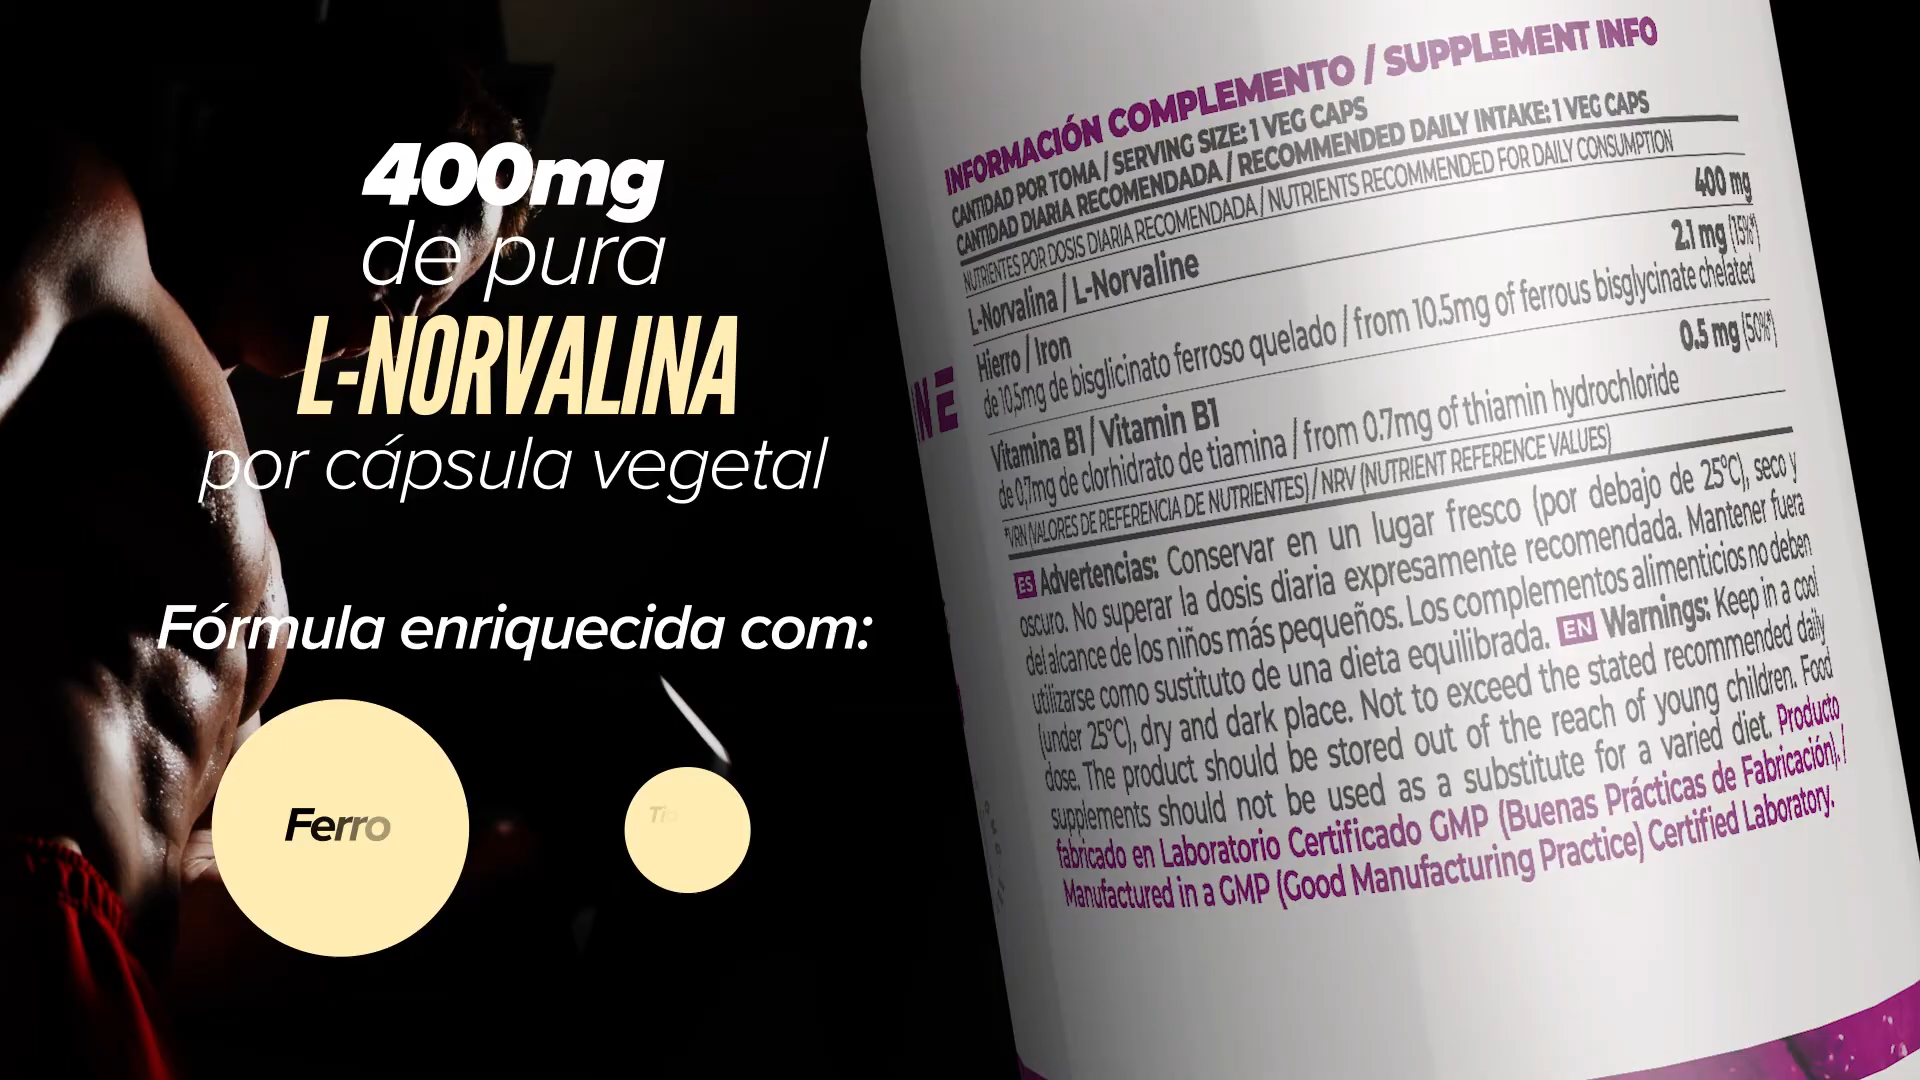 400mg
de pura
L-NORVALINA
por cápsula vegetal
Fórmula enriquecida com:
Ferro
INFORMACIÓN COMPLEMENTO / SUPPLEMENT INFO
CANTIDAD POR TOMA / SERVING SIZE: 1 VEG CAPS
CANTIDAD DIARIA RECOMENDADA / RECOMMENDED DAILY INTAKE: 1 VEG CAPS
NUTRIENTES POR DOSIS DIARIA RECOMENDADA / NUTRIENTS RECOMMENDED FOR DAILY CONSUMPTION
L-Norvalina / L-Norvaline 400 mg
Hierro / Iron 2.1 mg (15%*)
de 10,5mg de bisglicinato ferroso quelado / from 10.5mg of ferrous bisglycinate chelated
Vitamina B1 / Vitamin B1 0.5 mg (50%*)
de 0,7mg de clorhidrato de tiamina / from 0.7mg of thiamin hydrochloride
*VRN (VALORES DE REFERENCIA DE NUTRIENTES) / NRV (NUTRIENT REFERENCE VALUES)
ES Advertencias: Conservar en un lugar fresco (por debajo de 25ºC), seco y
oscuro. No superar la dosis diaria expresamente recomendada. Mantener fuera
del alcance de los niños más pequeños. Los complementos alimenticios no deben
utilizarse como sustituto de una dieta equilibrada. EN Warnings: Keep in a cool
(under 25ºC), dry and dark place. Not to exceed the stated recommended daily
dose. The product should be stored out of the reach of young children. Food
supplements should not be used as a substitute for a varied diet. Producto
fabricado en Laboratorio Certificado GMP (Buenas Prácticas de Fabricación). /
Manufactured in a GMP (Good Manufacturing Practice) Certified Laboratory.